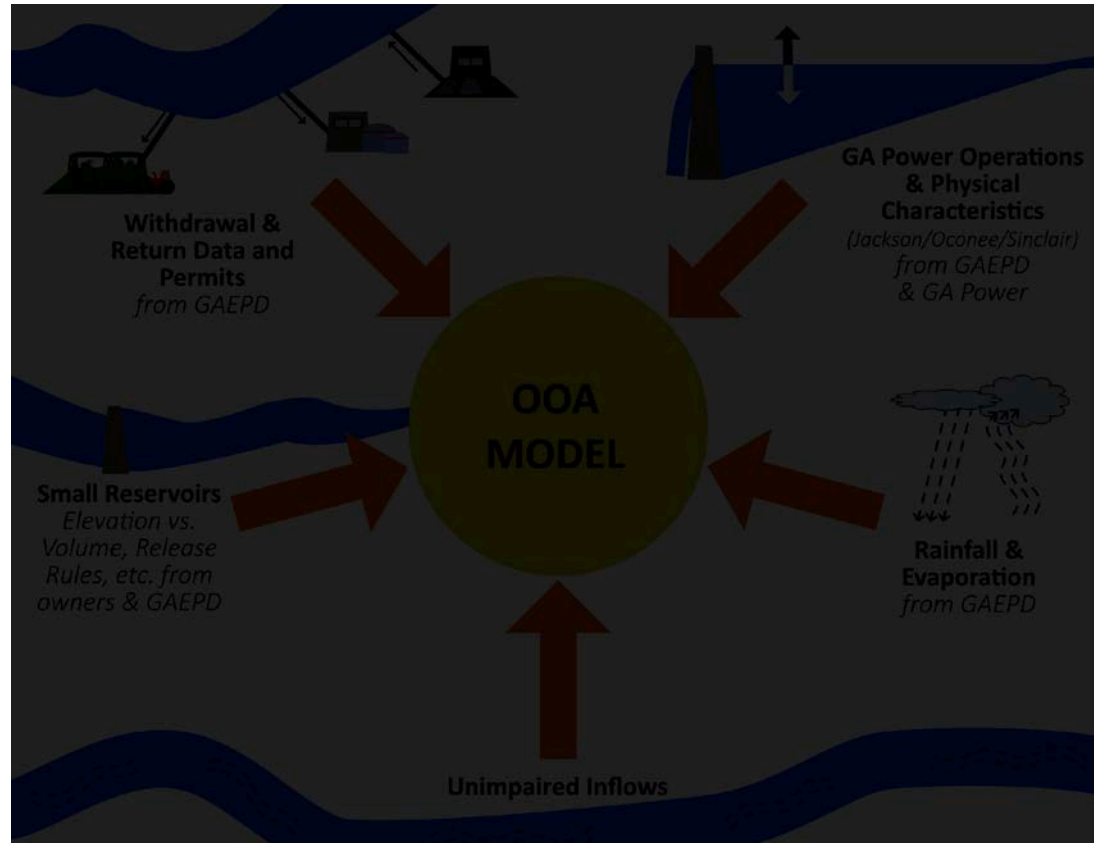 Withdrawal &
Return Data and
Permits
from GAEPD
GA Power Operations
& Physical
Characteristics
(Jackson/Oconee/Sinclair)
from GAEPD
& GA Power
OOA
MODEL
Small Reservoirs
Elevation vs.
Volume, Release
Rules, etc. from
owners & GAEPD
Rainfall &
Evaporation
from GAEPD
Unimpaired Inflows